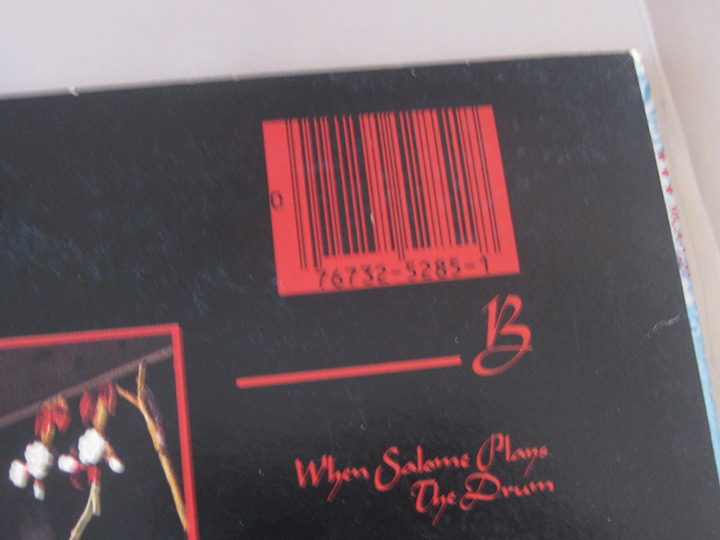 0
76732-5285-1
B
When Salome Plays
The Drum